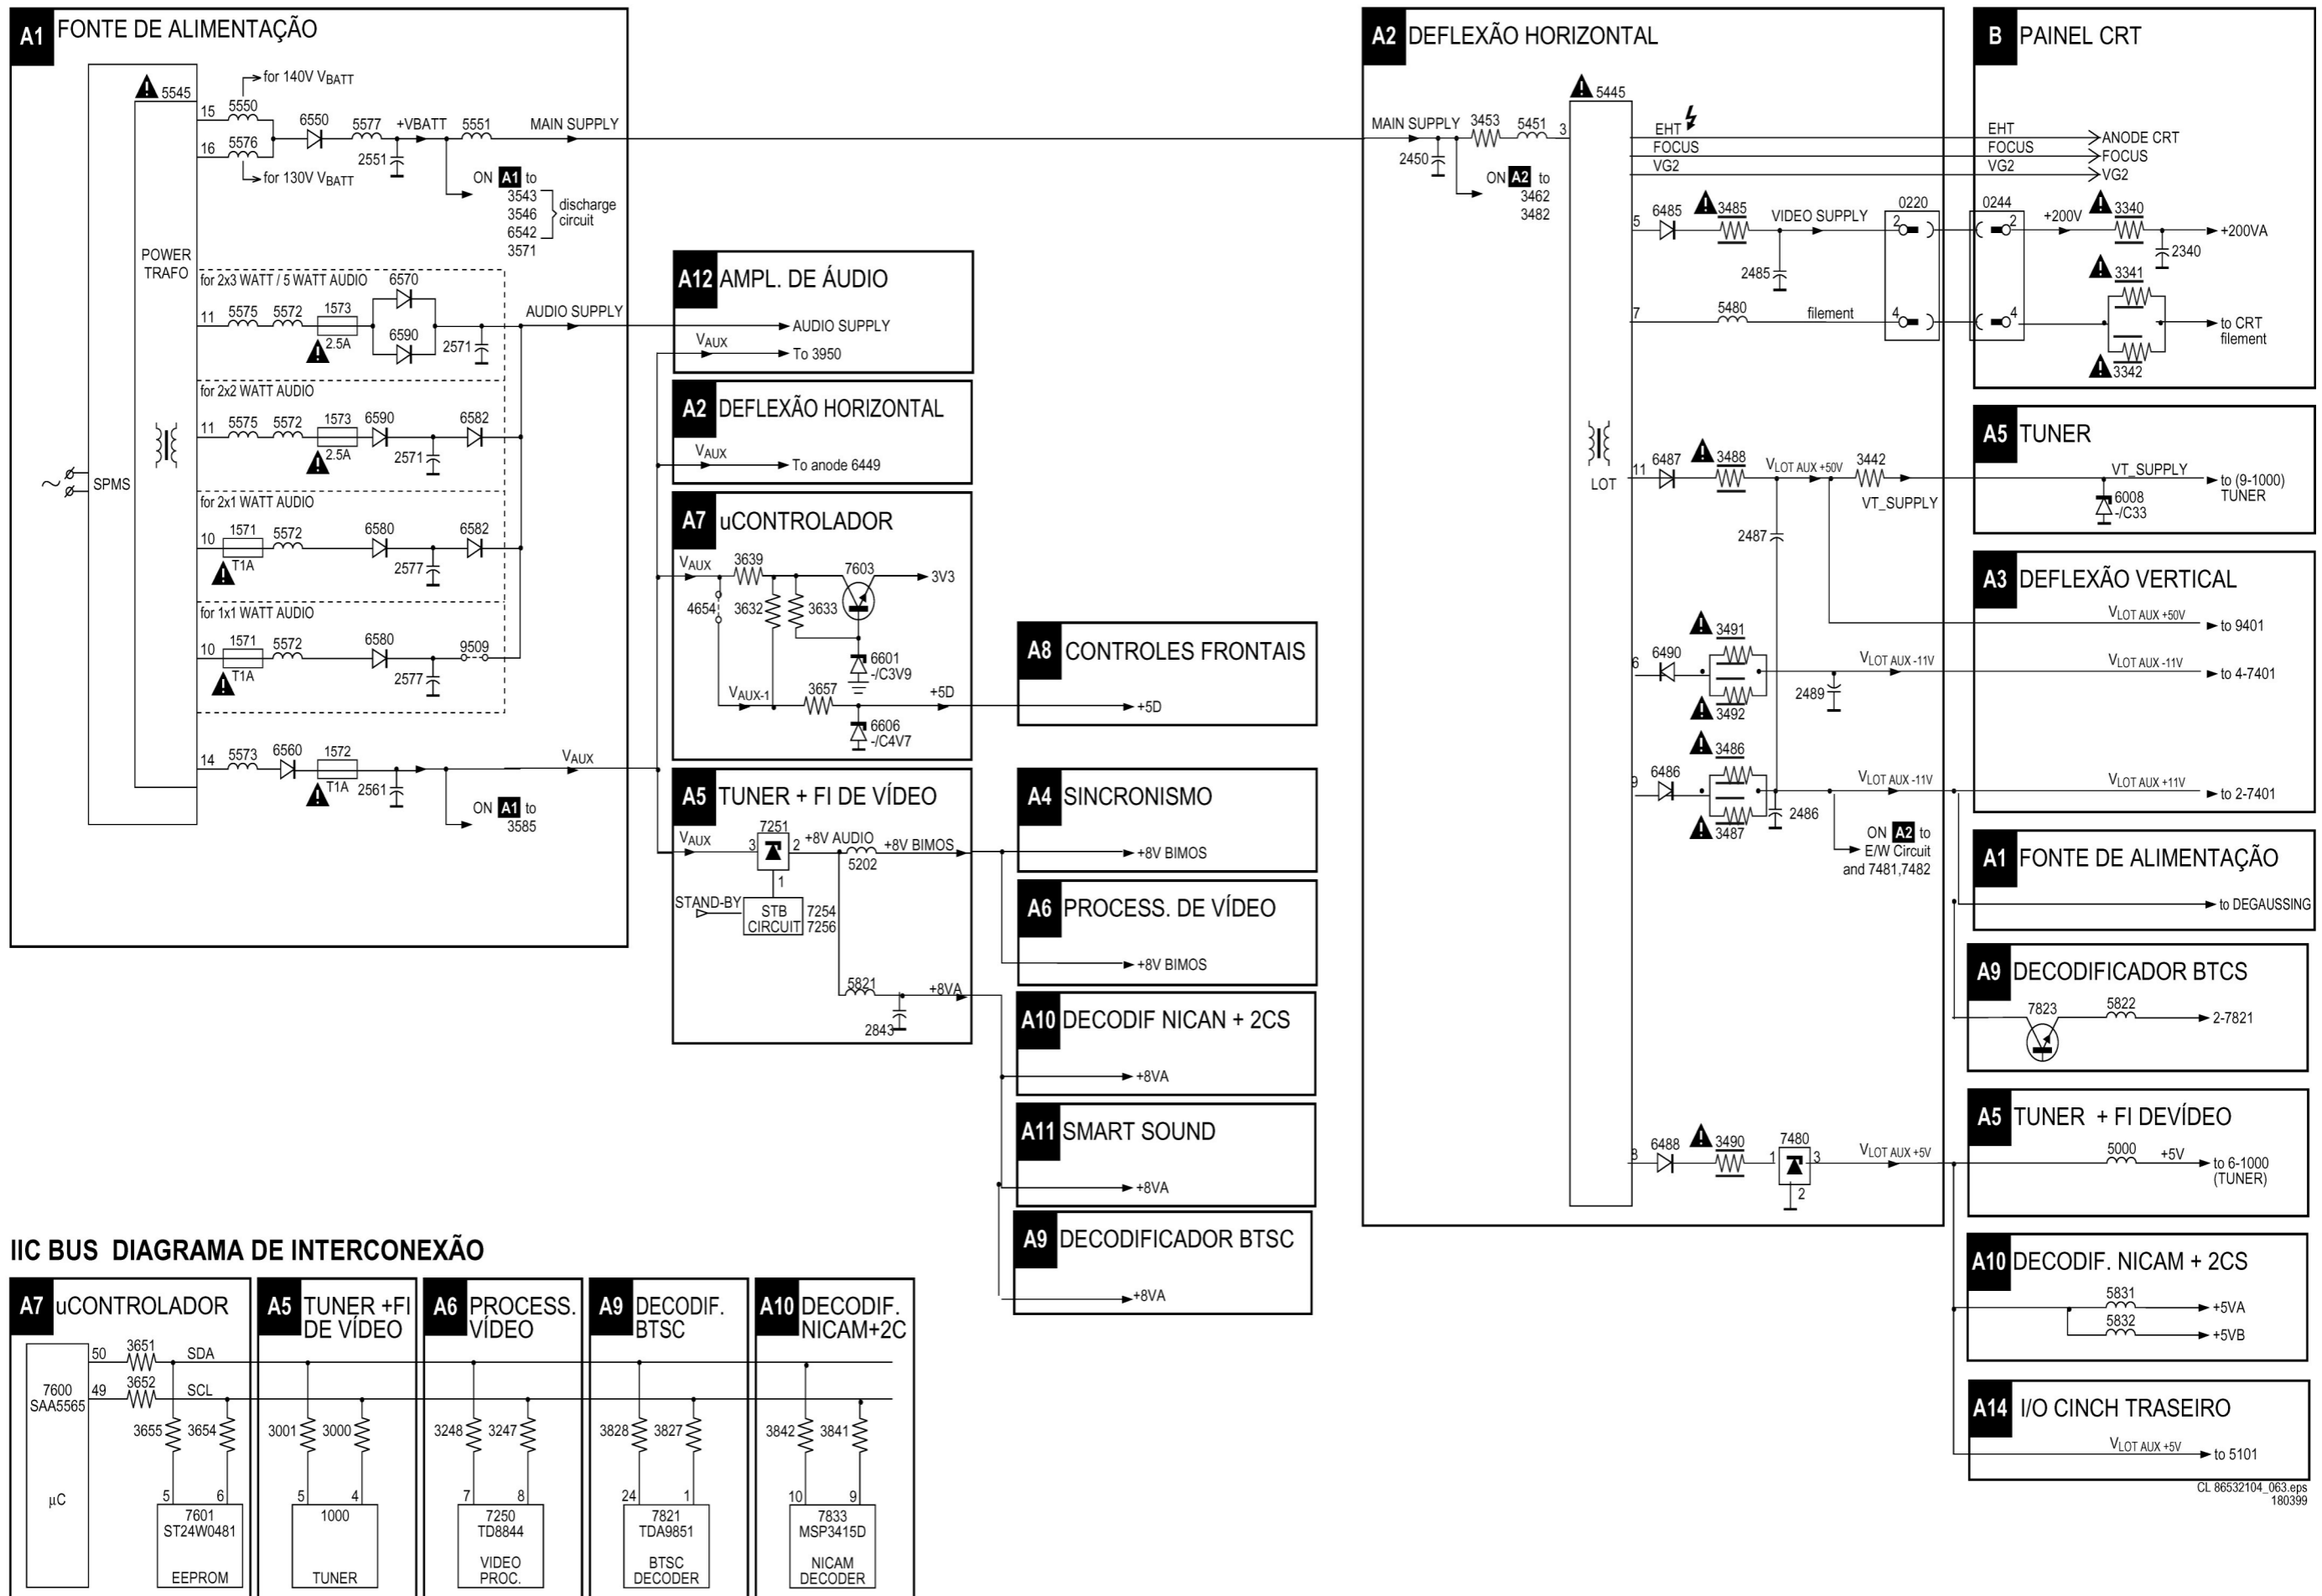 A1 FONTE DE ALIMENTAÇÃO
5545
for 140V VBATT
15 5550
6550 5577 +VBATT 5551 MAIN SUPPLY
16 5576
2551
for 130V VBATT
ON A1 to
3543
3546
6542
3571
discharge
circuit
POWER
TRAFO
for 2x3 WATT / 5 WATT AUDIO 6570
11 5575 5572 1573
2.5A
6590
2571
AUDIO SUPPLY
for 2x2 WATT AUDIO
11 5575 5572 1573 6590 6582
2.5A 2571
SPMS
for 2x1 WATT AUDIO
10 1571 5572 6580 6582
T1A 2577
for 1x1 WATT AUDIO
10 1571 5572 6580 9509
T1A 2577
14 5573 6560 1572 VAUX
T1A 2561
ON A1 to
3585
A12 AMPL. DE ÁUDIO
AUDIO SUPPLY
VAUX
To 3950
A2 DEFLEXÃO HORIZONTAL
VAUX
To anode 6449
A7 uCONTROLADOR
VAUX 3639 7603 3V3
4654 3632 3633
6601
-/C3V9
VAUX-1 3657 +5D
6606
-/C4V7
A8 CONTROLES FRONTAIS
+5D
A5 TUNER + FI DE VÍDEO
7251
VAUX 3 2 +8V AUDIO +8V BIMOS
5202
1
STAND-BY
STB
CIRCUIT
7254
7256
5821 +8VA
2843
A4 SINCRONISMO
+8V BIMOS
A6 PROCESS. DE VÍDEO
+8V BIMOS
A10 DECODIF NICAN + 2CS
+8VA
A11 SMART SOUND
+8VA
A9 DECODIFICADOR BTSC
+8VA
A2 DEFLEXÃO HORIZONTAL
5445
MAIN SUPPLY 3453 5451 3
2450
ON A2 to
3462
3482
EHT
FOCUS
VG2
6485 3485 VIDEO SUPPLY 0220
5 2
2485
7 5480 filement 4
LOT
11 6487 3488 VLOT AUX +50V 3442
VT_SUPPLY
2487
3491
6 6490 VLOT AUX -11V
2489
3492
3486
9 6486 VLOT AUX -11V
2486
3487
ON A2 to
E/W Circuit
and 7481,7482
8 6488 3490 7480 VLOT AUX +5V
1 3
2
B PAINEL CRT
EHT
FOCUS
VG2
ANODE CRT
FOCUS
VG2
0244
2 +200V 3340 +200VA
2340
3341
4
to CRT
filement
3342
A5 TUNER
VT_SUPPLY
to (9-1000)
TUNER
6008
-/C33
A3 DEFLEXÃO VERTICAL
VLOT AUX +50V
to 9401
VLOT AUX -11V
to 4-7401
VLOT AUX +11V
to 2-7401
A1 FONTE DE ALIMENTAÇÃO
to DEGAUSSING
A9 DECODIFICADOR BTCS
7823 5822
2-7821
A5 TUNER + FI DEVÍDEO
5000 +5V
to 6-1000
(TUNER)
A10 DECODIF. NICAM + 2CS
5831
+5VA
5832
+5VB
A14 I/O CINCH TRASEIRO
VLOT AUX +5V
to 5101
CL 86532104_063.eps
180399
IIC BUS DIAGRAMA DE INTERCONEXÃO
A7 uCONTROLADOR
50 3651 SDA
49 3652 SCL
7600
SAA5565
3655 3654
µC
5 6
7601
ST24W0481
EEPROM
A5 TUNER +FI
DE VÍDEO
3001 3000
5 4
1000
TUNER
A6 PROCESS.
VÍDEO
3248 3247
7 8
7250
TD8844
VIDEO
PROC.
A9 DECODIF.
BTSC
3828 3827
24 1
7821
TDA9851
BTSC
DECODER
A10 DECODIF.
NICAM+2C
3842 3841
10 9
7833
MSP3415D
NICAM
DECODER